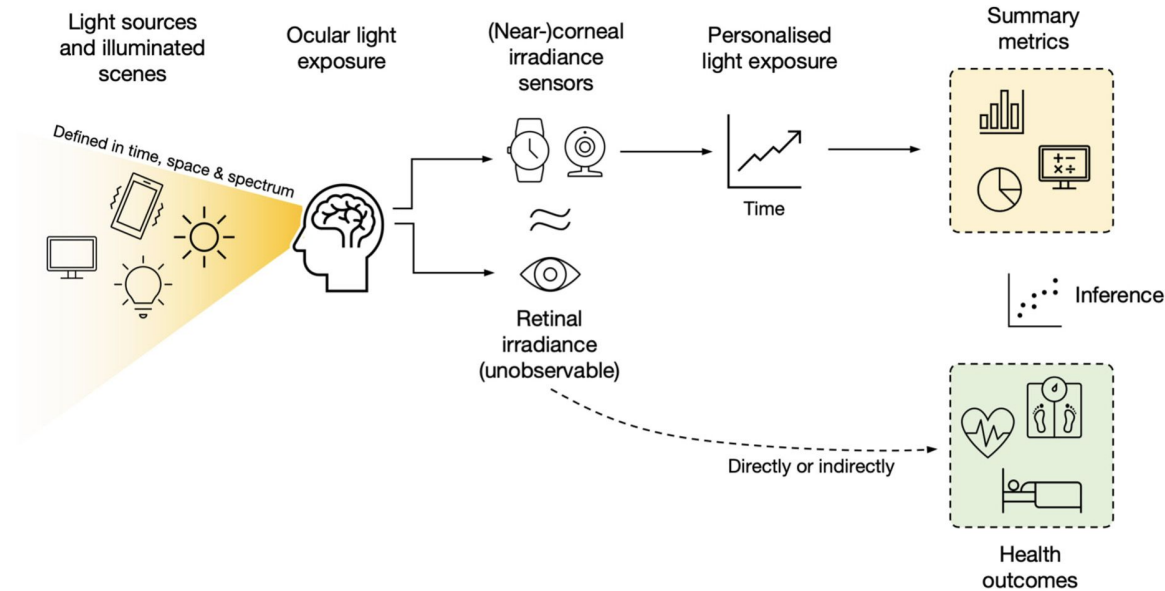 Light sources
and illuminated
scenes
Ocular light
exposure
(Near-)corneal
irradiance
sensors
Personalised
light exposure
Summary
metrics
Defined in time, space & spectrum
+−
×÷
Time
Inference
Retinal
irradiance
(unobservable)
Directly or indirectly
Health
outcomes